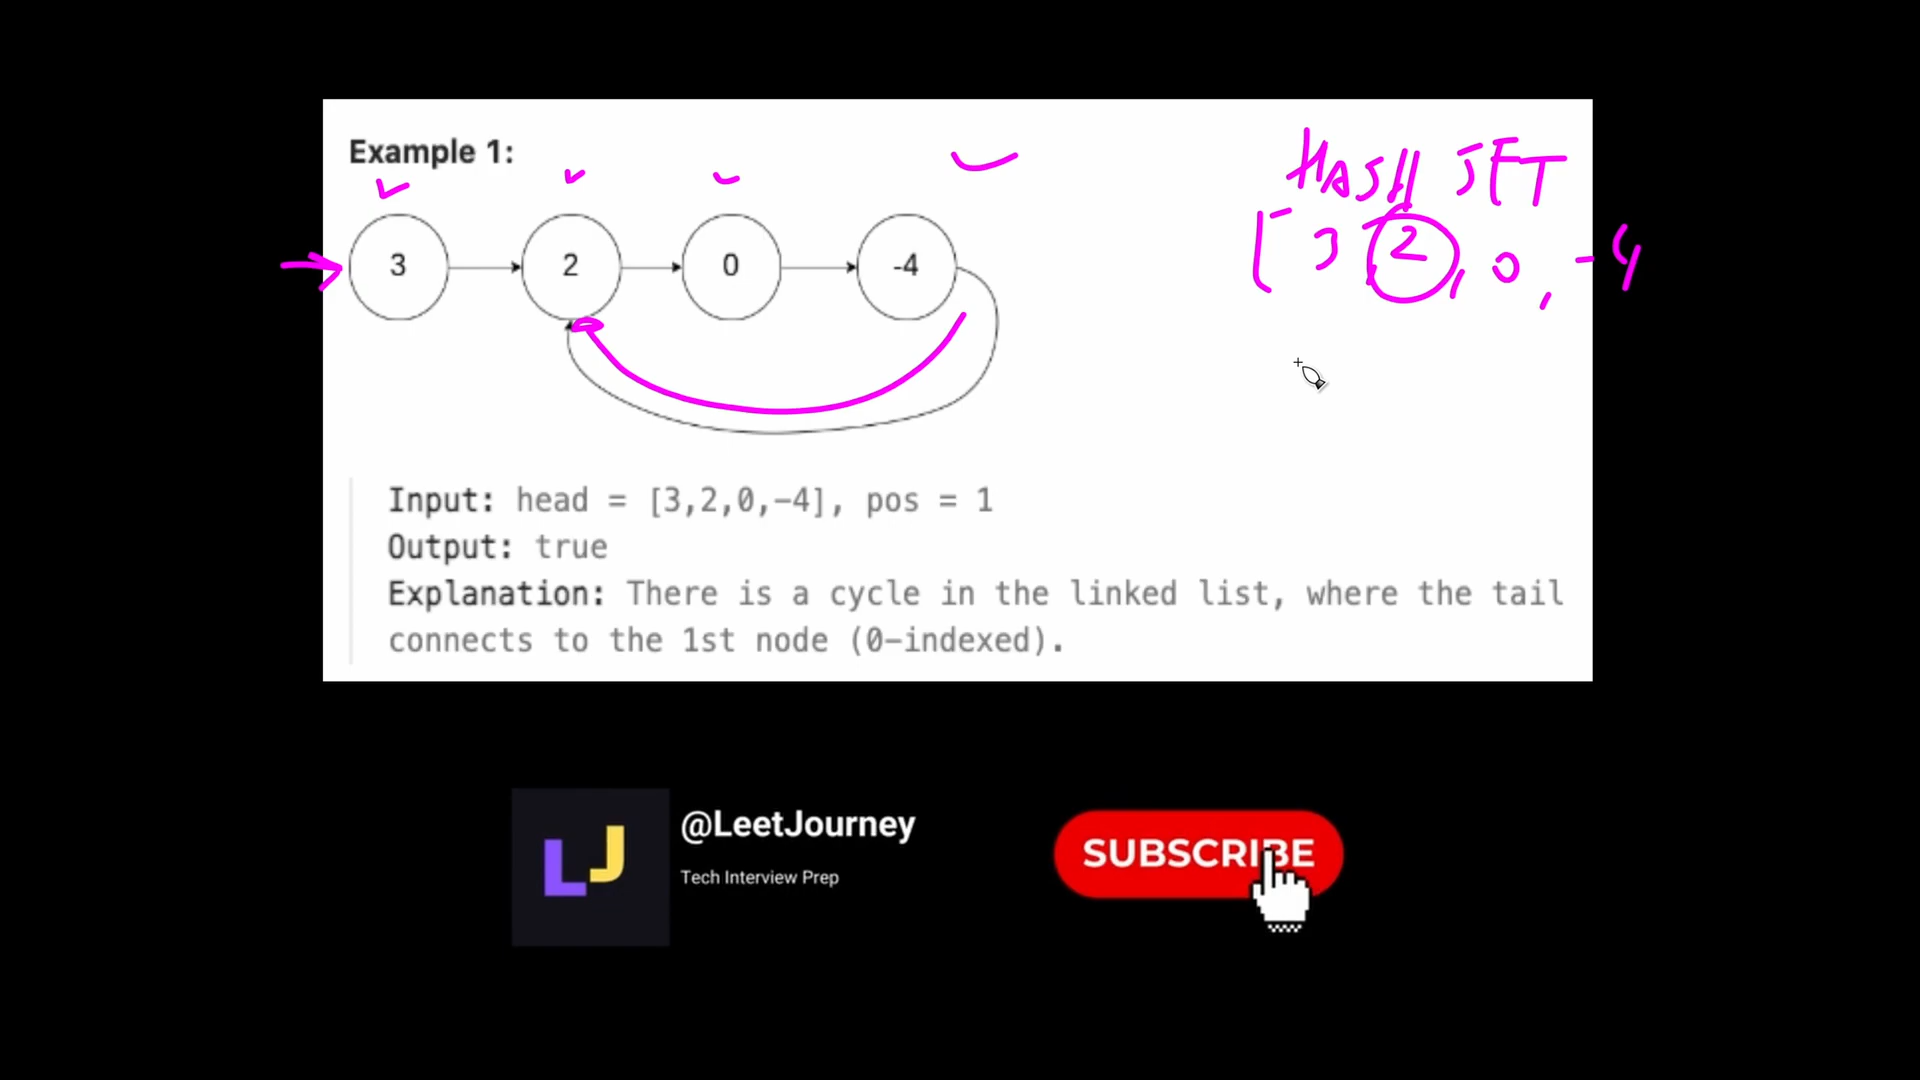 Example 1:
HASH SET
[ 3, 2, 0, -4
3 2 0 -4
Input: head = [3,2,0,-4], pos = 1
Output: true
Explanation: There is a cycle in the linked list, where the tail
connects to the 1st node (0-indexed).
LJ
@LeetJourney
Tech Interview Prep
SUBSCRIBE